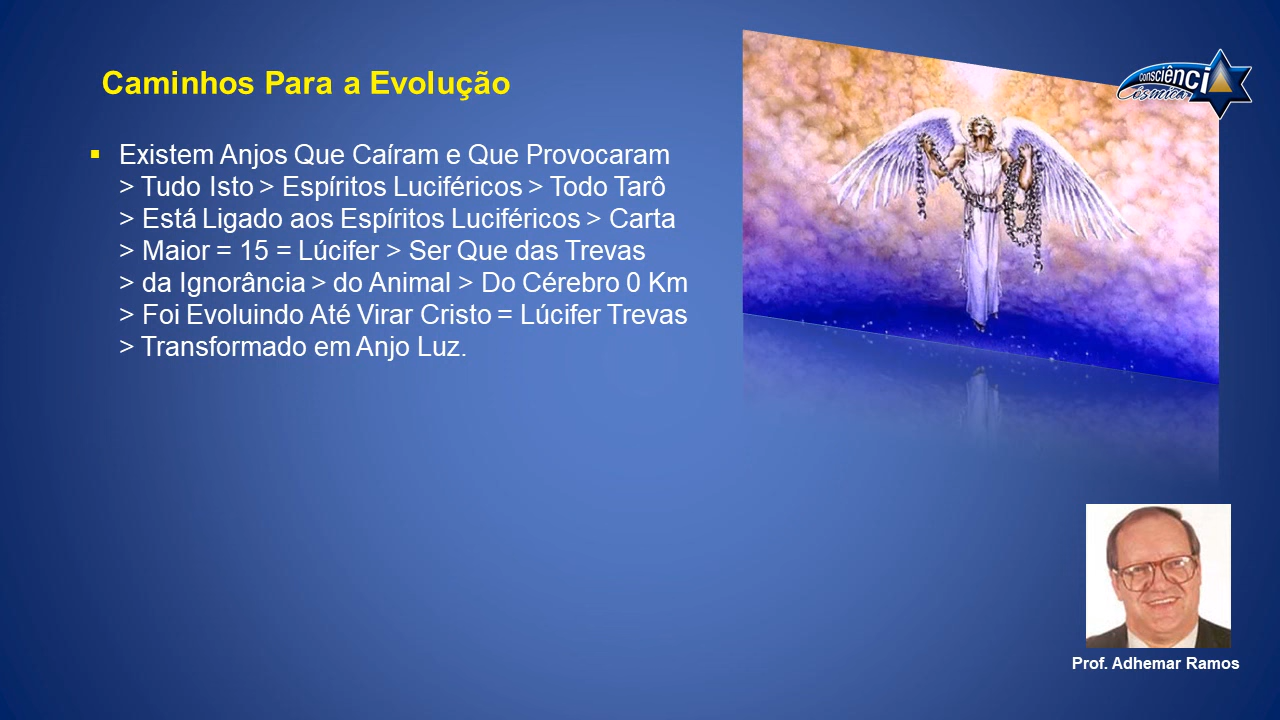 Caminhos Para a Evolução
consciênci
Cósmica
▪ Existem Anjos Que Caíram e Que Provocaram
> Tudo Isto > Espíritos Luciféricos > Todo Tarô
> Está Ligado aos Espíritos Luciféricos > Carta
> Maior = 15 = Lúcifer > Ser Que das Trevas
> da Ignorância > do Animal > Do Cérebro 0 Km
> Foi Evoluindo Até Virar Cristo = Lúcifer Trevas
> Transformado em Anjo Luz.
Prof. Adhemar Ramos